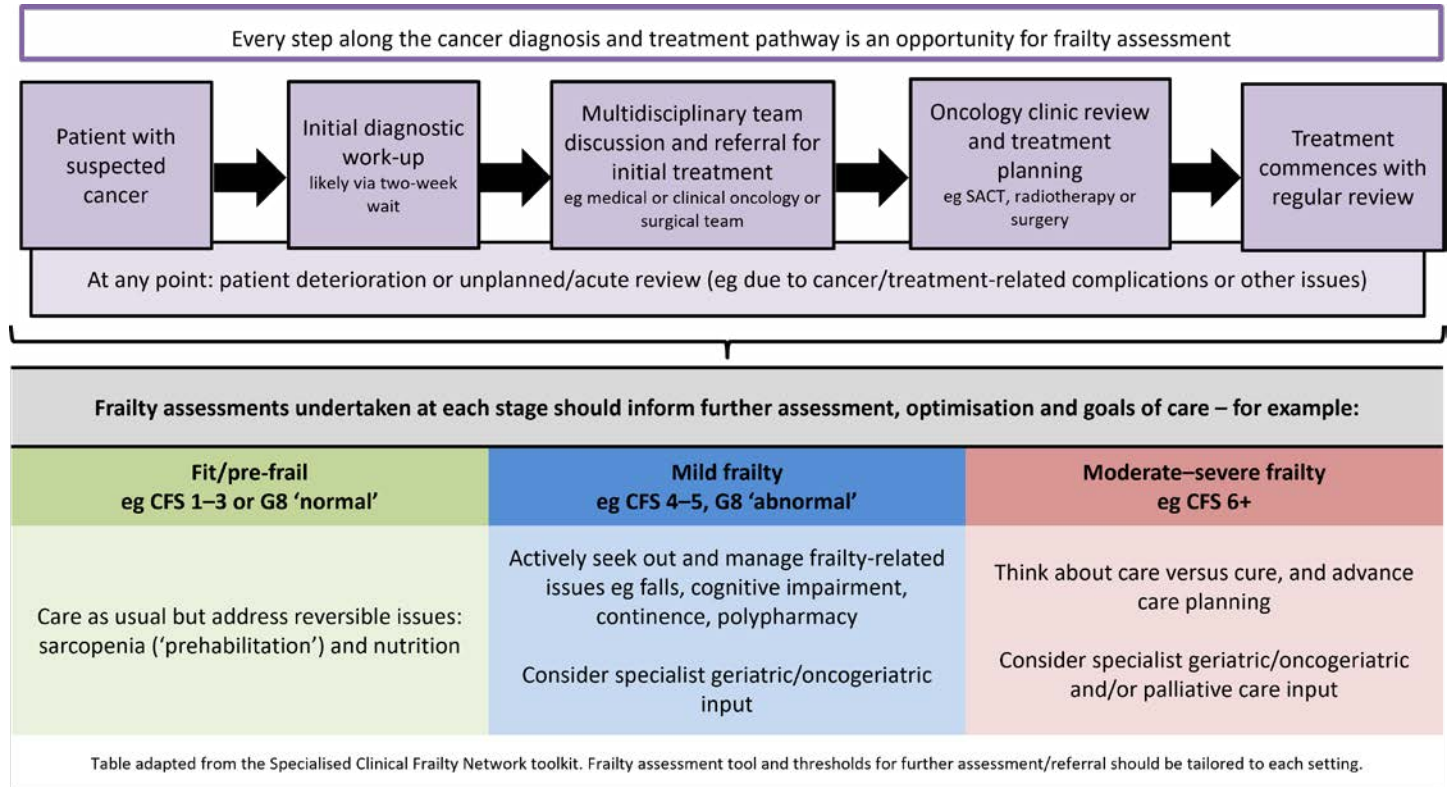 Every step along the cancer diagnosis and treatment pathway is an opportunity for frailty assessment
Patient with
suspected
cancer
Initial diagnostic
work-up
likely via two-week
wait
Multidisciplinary team
discussion and referral for
initial treatment
eg medical or clinical oncology or
surgical team
Oncology clinic review
and treatment
planning
eg SACT, radiotherapy or
surgery
Treatment
commences with
regular review
At any point: patient deterioration or unplanned/acute review (eg due to cancer/treatment-related complications or other issues)
Frailty assessments undertaken at each stage should inform further assessment, optimisation and goals of care – for example:
Fit/pre-frail
eg CFS 1–3 or G8 ‘normal’
Mild frailty
eg CFS 4–5, G8 ‘abnormal’
Moderate–severe frailty
eg CFS 6+
Care as usual but address reversible issues:
sarcopenia (‘prehabilitation’) and nutrition
Actively seek out and manage frailty-related
issues eg falls, cognitive impairment,
continence, polypharmacy
Consider specialist geriatric/oncogeriatric
input
Think about care versus cure, and advance
care planning
Consider specialist geriatric/oncogeriatric
and/or palliative care input
Table adapted from the Specialised Clinical Frailty Network toolkit. Frailty assessment tool and thresholds for further assessment/referral should be tailored to each setting.